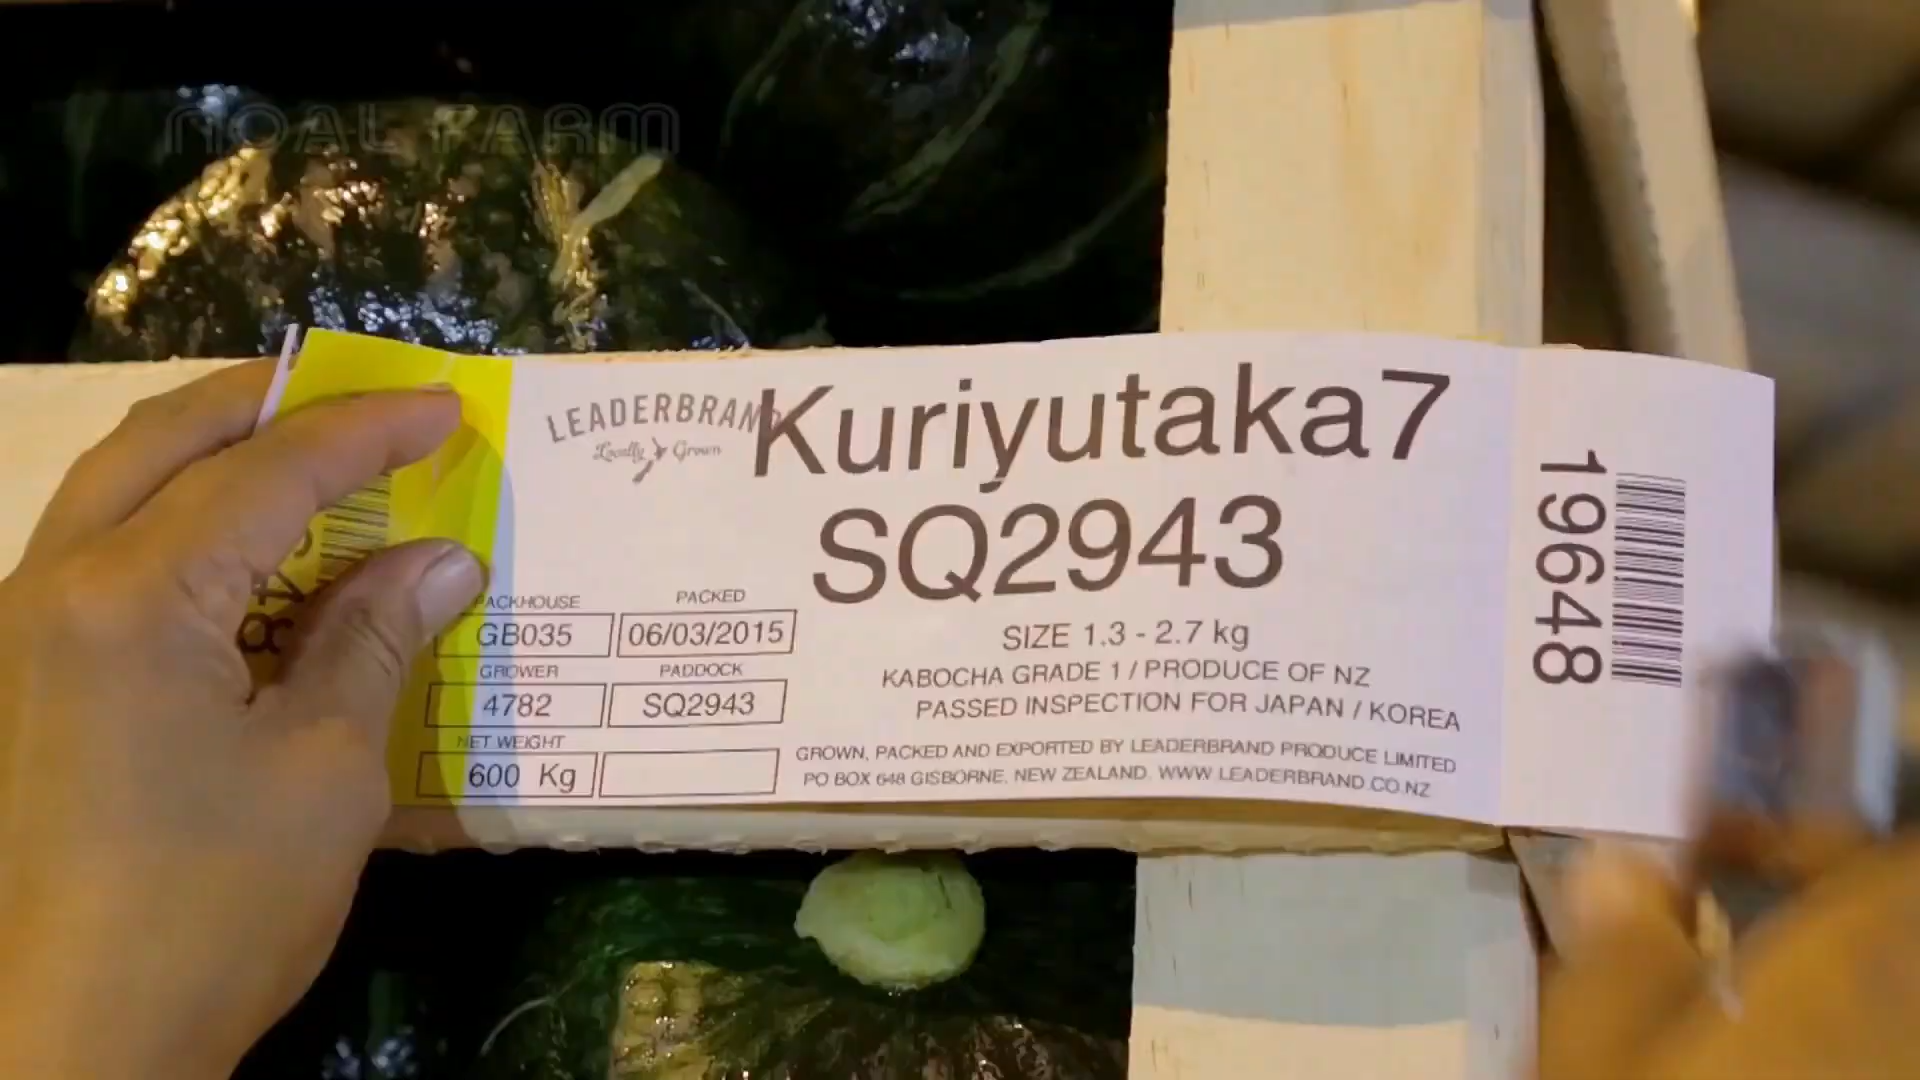 NOAL FARM
LEADERBRAND
Locally Grown
Kuriyutaka7
SQ2943
PACKHOUSE PACKED
GB035 06/03/2015
GROWER PADDOCK
4782 SQ2943
NET WEIGHT
600 Kg
SIZE 1.3 - 2.7 kg
KABOCHA GRADE 1 / PRODUCE OF NZ
PASSED INSPECTION FOR JAPAN / KOREA
GROWN, PACKED AND EXPORTED BY LEADERBRAND PRODUCE LIMITED
PO BOX 648 GISBORNE, NEW ZEALAND. WWW.LEADERBRAND.CO.NZ
19648